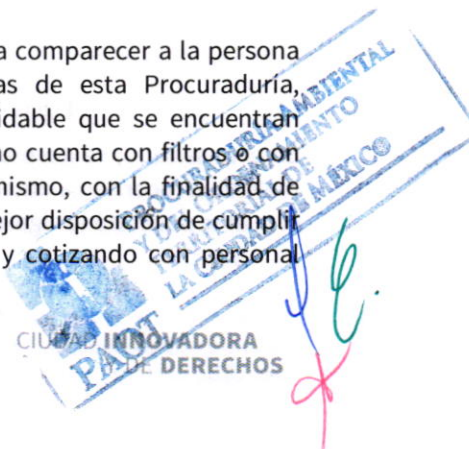 a comparecer a la persona
as de esta Procuraduría,
idable que se encuentran
no cuenta con filtros o con
nismo, con la finalidad de
ejor disposición de cumplir
y cotizando con personal
PROCURADURÍA AMBIENTAL
Y DEL ORDENAMIENTO
TERRITORIAL DE
LA CIUDAD DE MÉXICO
PAOT
CIUDAD INNOVADORA
Y DE DERECHOS